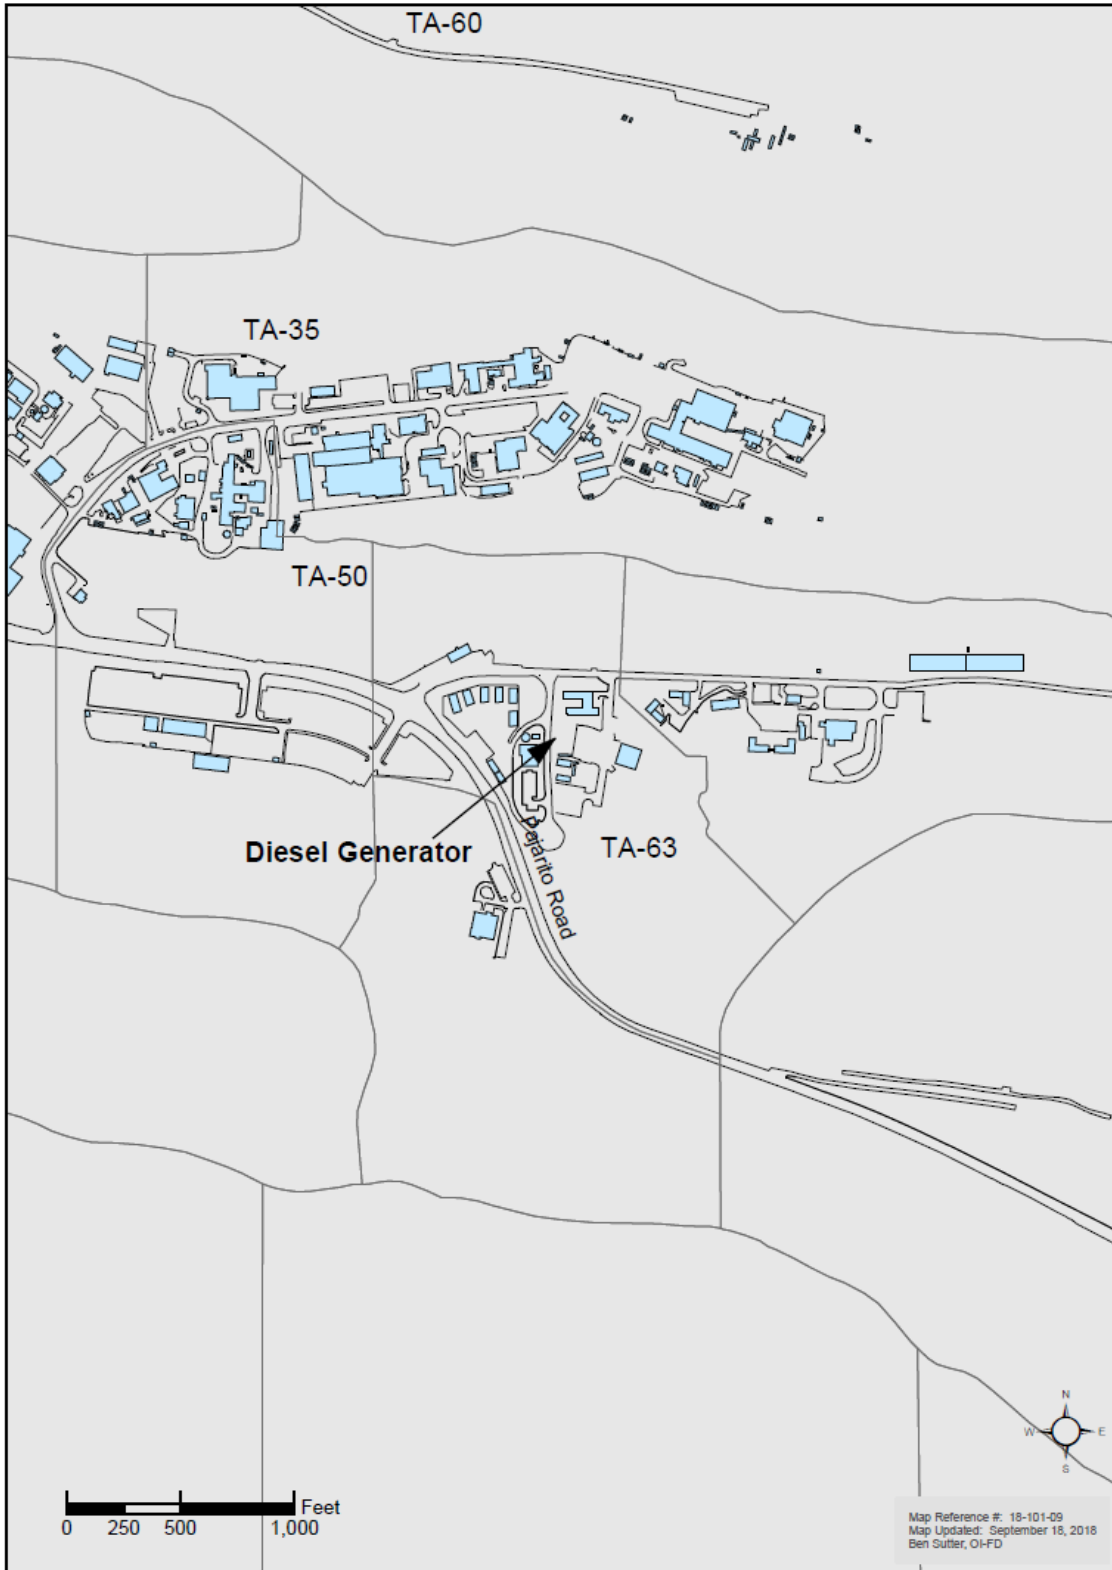 TA-60
TA-35
TA-50
Diesel Generator
TA-63
Pajarito Road
N
W E
S
Feet
0 250 500 1,000
Map Reference #: 18-101-09
Map Updated: September 18, 2018
Ben Sutter, OI-FD